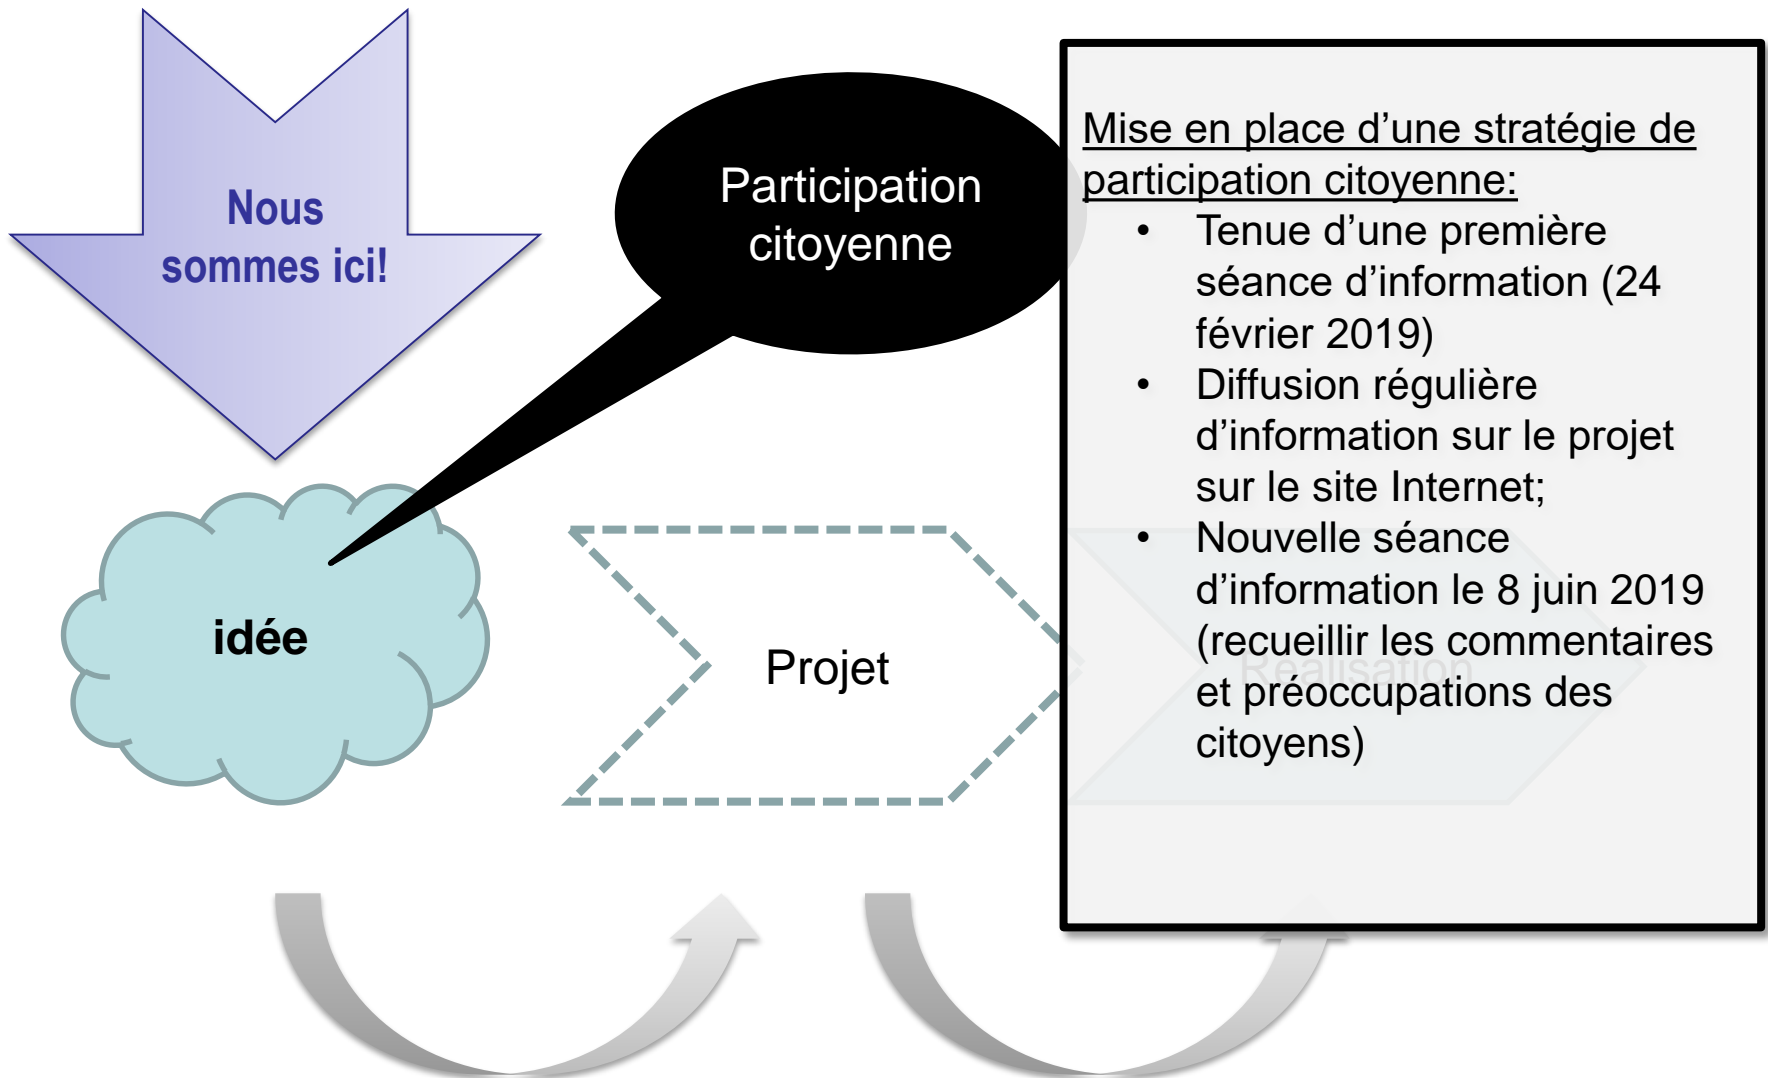 Nous
sommes ici!
Participation
citoyenne
Mise en place d’une stratégie de
participation citoyenne:
• Tenue d’une première
séance d’information (24
février 2019)
• Diffusion régulière
d’information sur le projet
sur le site Internet;
• Nouvelle séance
d’information le 8 juin 2019
(recueillir les commentaires
et préoccupations des
citoyens)
idée
Projet
Réalisation